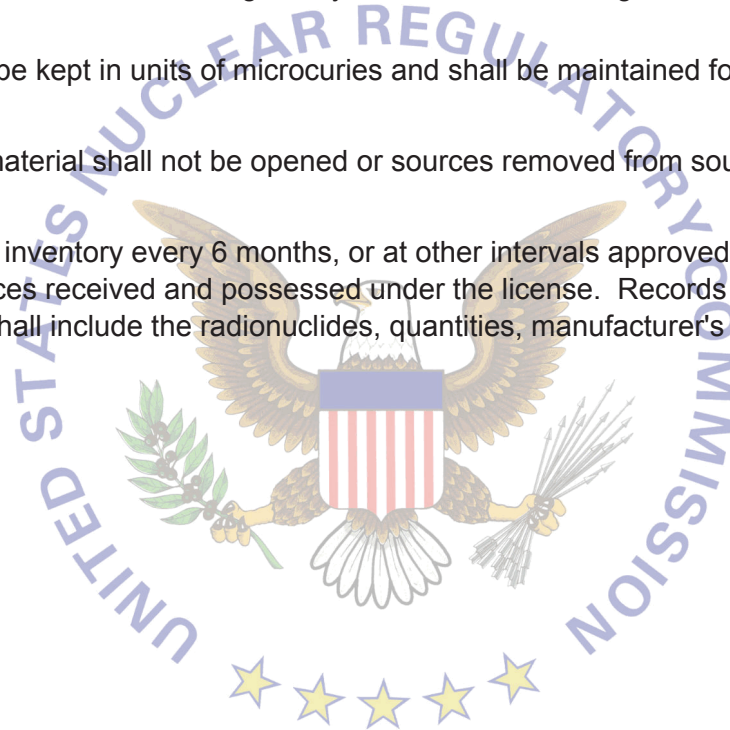 be kept in units of microcuries and shall be maintained fo
aterial shall not be opened or sources removed from sou
inventory every 6 months, or at other intervals approved
ces received and possessed under the license. Records
hall include the radionuclides, quantities, manufacturer's
UNITED STATES NUCLEAR REGULATORY COMMISSION